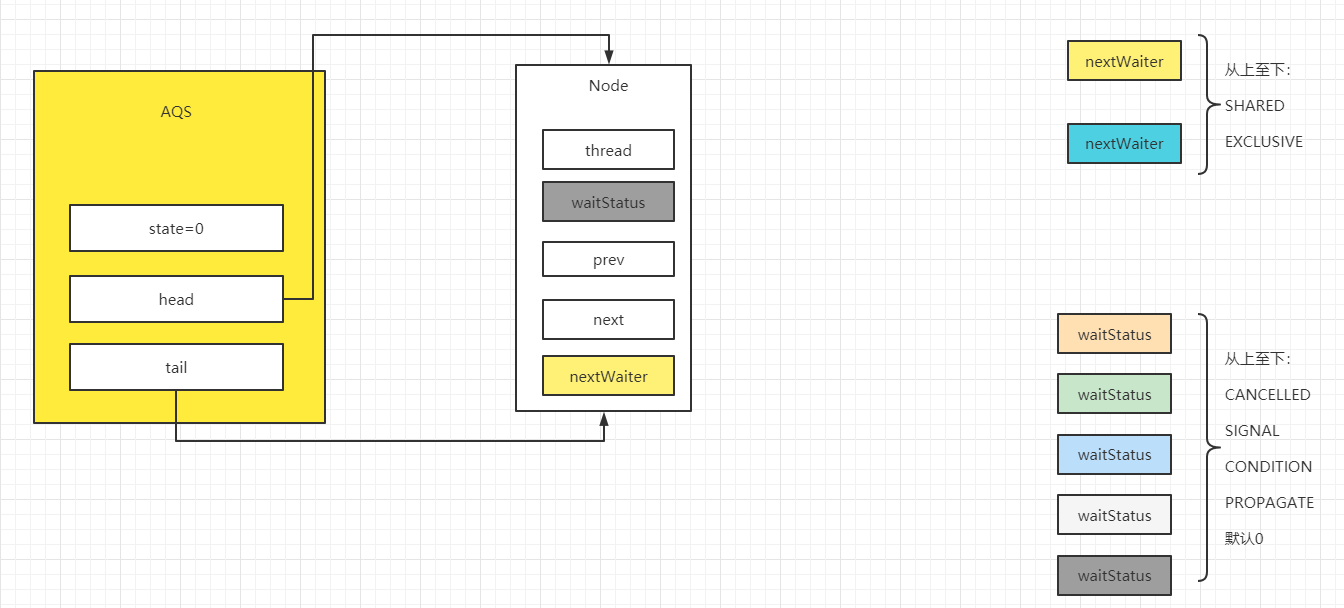 AQS
state=0
head
tail
Node
thread
waitStatus
prev
next
nextWaiter
nextWaiter
nextWaiter
从上至下：
SHARED
EXCLUSIVE
waitStatus
waitStatus
waitStatus
waitStatus
waitStatus
从上至下：
CANCELLED
SIGNAL
CONDITION
PROPAGATE
默认0